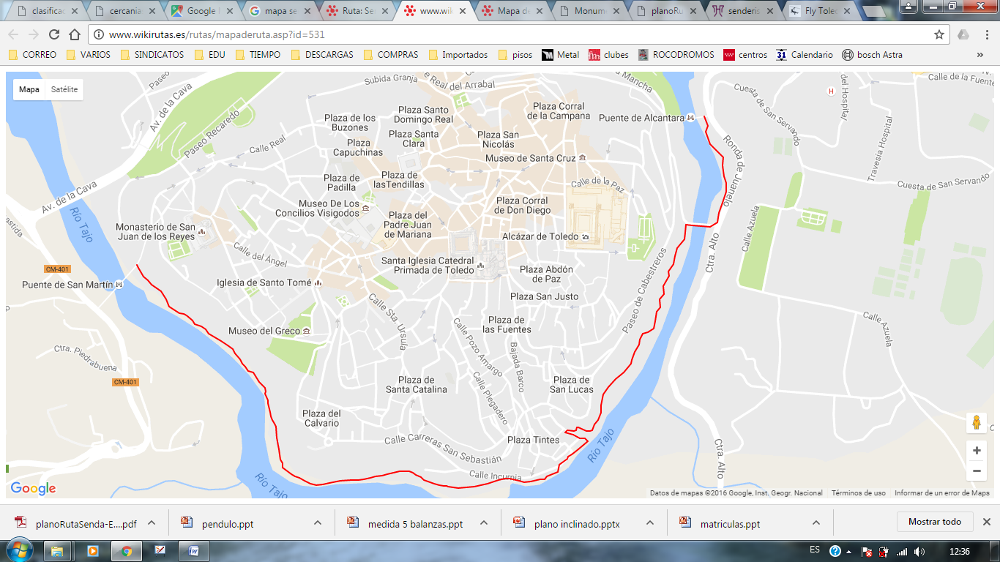 clasificac
cercania
Google
mapa se
Ruta: Se
www.wik
Mapa de
Monume
planoRu
senderis
Fly Tole
www.wikirutas.es/rutas/mapaderuta.asp?id=531
CORREO
VARIOS
SINDICATOS
EDU
TIEMPO
DESCARGAS
COMPRAS
Importados
pisos
Metal
clubes
ROCODROMOS
centros
31 Calendario
bosch Astra
»
Mapa Satélite
Paseo
Av. de la Cava
Paseo Recaredo
Calle Real
Subida Granja
e Real del Arrabal
a Mancha
Plaza de los
Buzones
Plaza Santo
Domingo Real
Plaza Corral
de la Campana
Puente de Alcantara
Plaza
Capuchinas
Plaza Santa
Clara
Plaza San
Nicolás
Museo de Santa Cruz
Plaza de
Padilla
Plaza de
lasTendillas
Calle de la Paz
Museo De Los
Concilios Visigodos
Plaza Corral
de Don Diego
Plaza del
Padre Juan
de Mariana
Alcázar de Toledo
Av. de la Cava
Río Tajo
astida
Monasterio de San
Juan de los Reyes
Calle del Ángel
Santa Iglesia Catedral
Primada de Toledo
Plaza Abdón
de Paz
CM-401
Puente de San Martín
Iglesia de Santo Tomé
Plaza San Justo
Paseo de Cabestreros
Calle Sta. Ursula
Museo del Greco
Plaza de
las Fuentes
Calle Pozo Amargo
Bajada Barco
Ctra. Piedrabuena
CM-401
Plaza de
Santa Catalina
Calle Plegadero
Plaza de
San Lucas
Plaza del
Calvario
Calle Carreras San Sebastián
Plaza Tintes
Río Tajo
Calle Incurnia
Río Tajo
Ronda de Juanelo
Ctra. Alto
Calle Azuela
Ctra. Alto
Calle Azuela
H
Cuesta de San Servando
del Hospital
Travesía Hospital
Calle de la Fuente
Cuesta de San Servando
+
−
Google
Datos de mapas ©2016 Google, Inst. Geogr. Nacional Términos de uso Informar de un error de Maps
planoRutaSenda-E....pdf
pendulo.ppt
medida 5 balanzas.ppt
plano inclinado.pptx
matriculas.ppt
Mostrar todo
ES
12:36